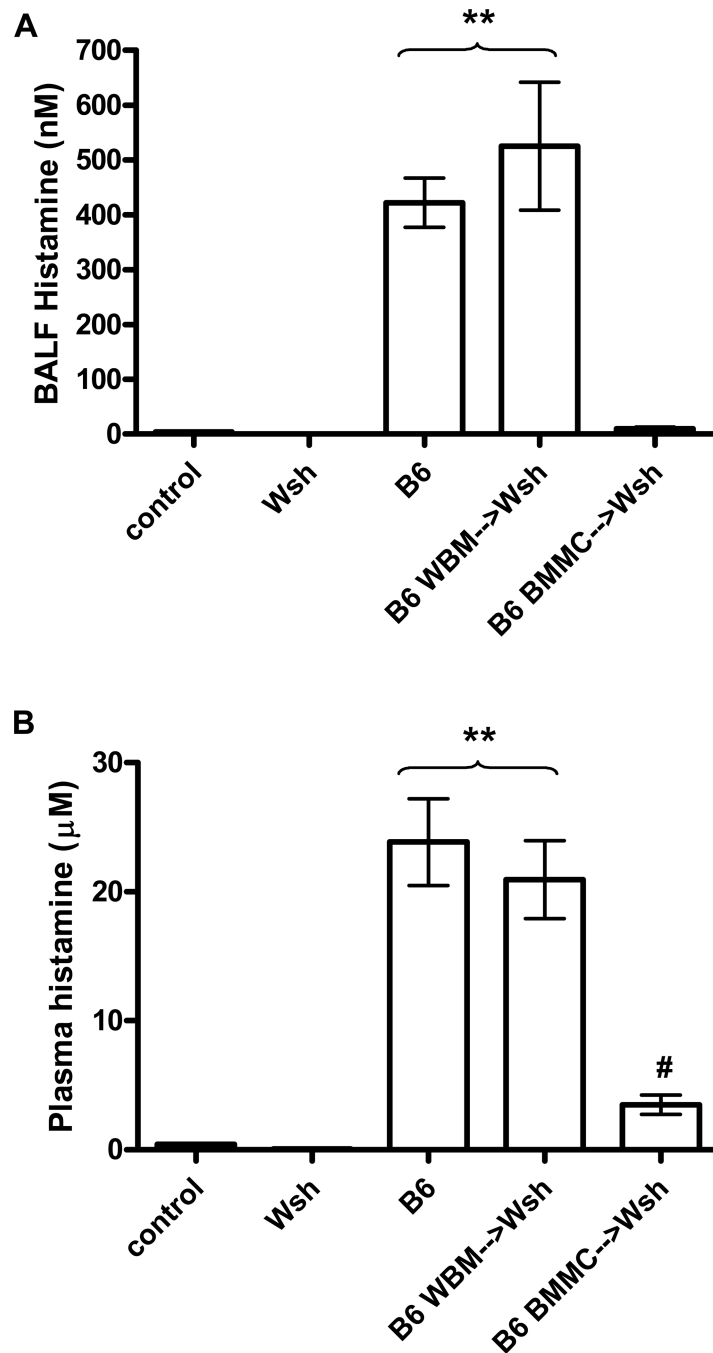 A
**
BALF Histamine (nM)
700
600
500
400
300
200
100
0
control
Wsh
B6
B6 WBM-->Wsh
B6 BMMC-->Wsh
B
**
Plasma histamine (μM)
30
20
10
0
#
control
Wsh
B6
B6 WBM-->Wsh
B6 BMMC-->Wsh